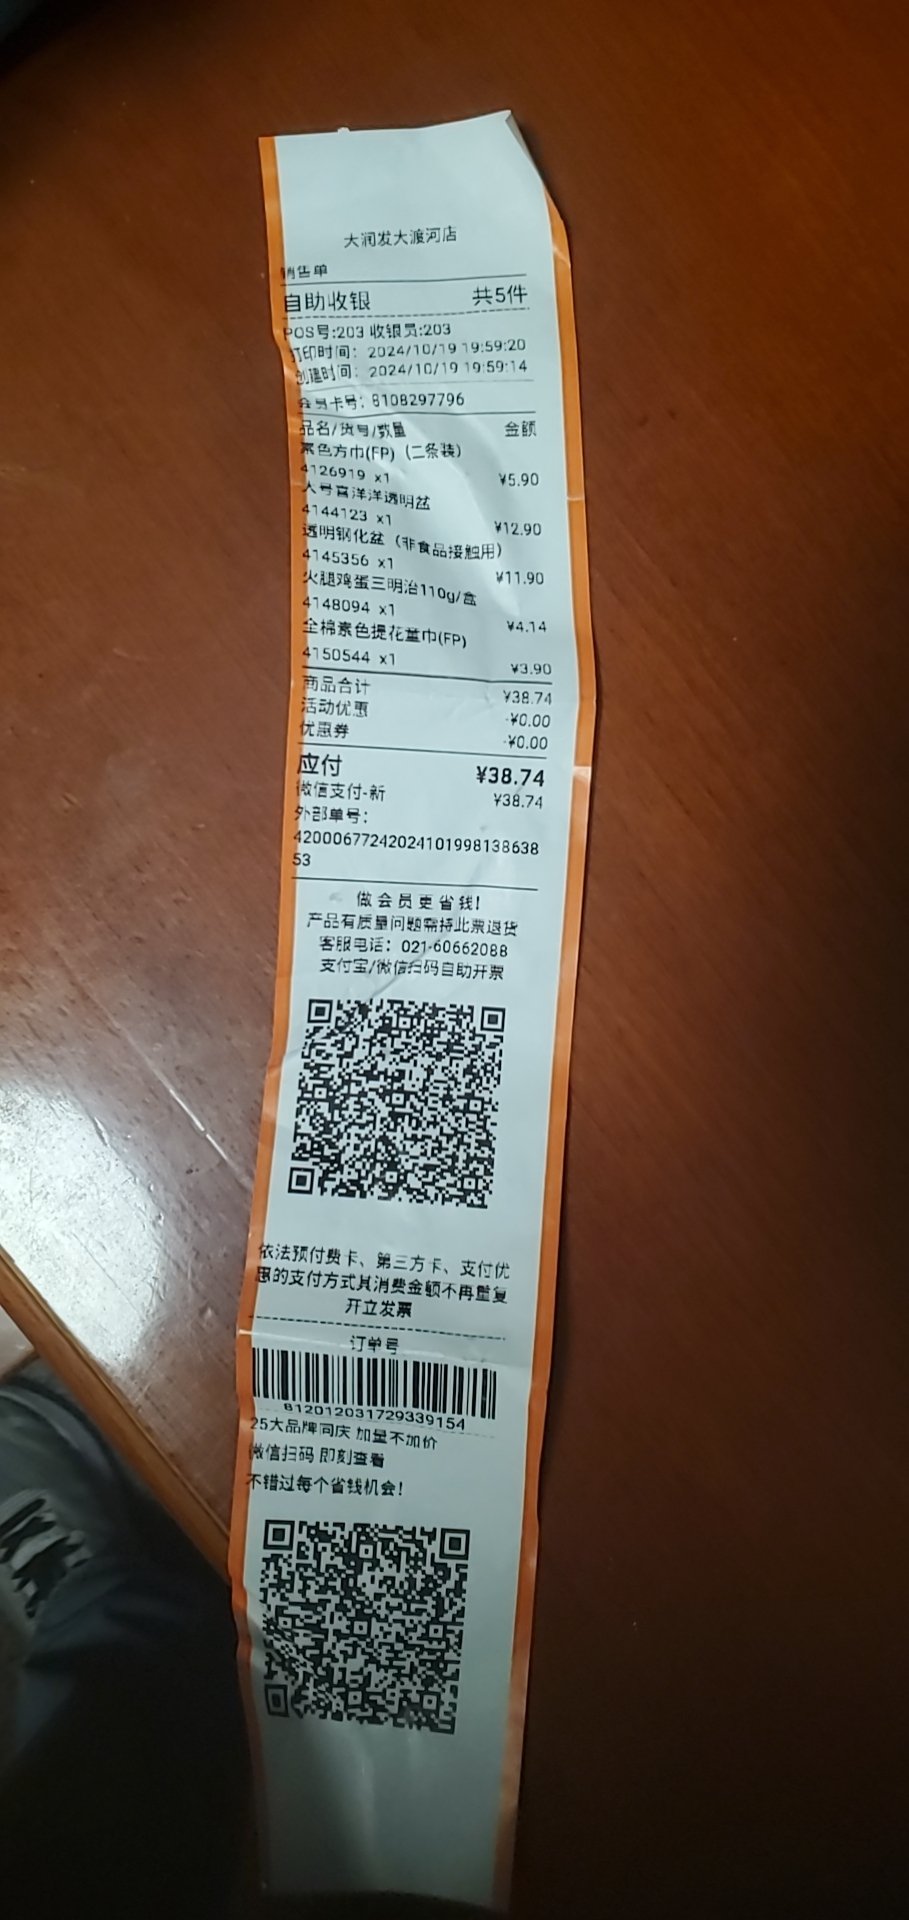 大润发大渡河店
销售单
自助收银 共5件
POS号:203 收银员:203
打印时间: 2024/10/19 19:59:20
创建时间: 2024/10/19 19:59:14
会员卡号: 8108297796
品名/货号/数量 金额
素色方巾(FP)(二条装)
4126919 x1 ¥5.90
大号喜洋洋透明盆
4144123 x1 ¥12.90
透明钢化盆(非食品接触用)
4145356 x1 ¥11.90
火腿鸡蛋三明治110g/盒
4148094 x1 ¥4.14
全棉素色提花童巾(FP)
4150544 x1 ¥3.90
商品合计 ¥38.74
活动优惠 -¥0.00
优惠券 -¥0.00
应付 ¥38.74
微信支付-新 ¥38.74
外部单号:
42000677242024101998138638
53
做会员更省钱!
产品有质量问题需持此票退货
客服电话: 021-60662088
支付宝/微信扫码自助开票
依法预付费卡、第三方卡、支付优
惠的支付方式其消费金额不再重复
开立发票
订单号
812012031729339154
25大品牌同庆 加量不加价
微信扫码 即刻查看
不错过每个省钱机会!